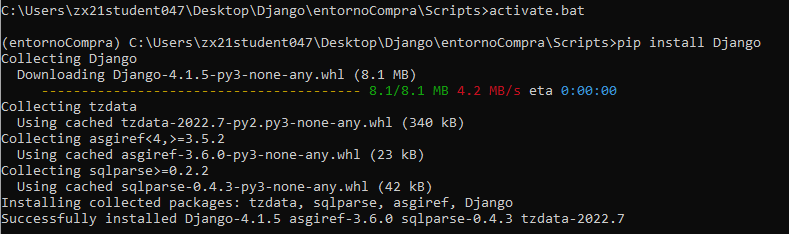 C:\Users\zx21student047\Desktop\Django\entornoCompra\Scripts>activate.bat
(entornoCompra) C:\Users\zx21student047\Desktop\Django\entornoCompra\Scripts>pip install Django
Collecting Django
  Downloading Django-4.1.5-py3-none-any.whl (8.1 MB)
     ---------------------------------------- 8.1/8.1 MB 4.2 MB/s eta 0:00:00
Collecting tzdata
  Using cached tzdata-2022.7-py2.py3-none-any.whl (340 kB)
Collecting asgiref<4,>=3.5.2
  Using cached asgiref-3.6.0-py3-none-any.whl (23 kB)
Collecting sqlparse>=0.2.2
  Using cached sqlparse-0.4.3-py3-none-any.whl (42 kB)
Installing collected packages: tzdata, sqlparse, asgiref, Django
Successfully installed Django-4.1.5 asgiref-3.6.0 sqlparse-0.4.3 tzdata-2022.7